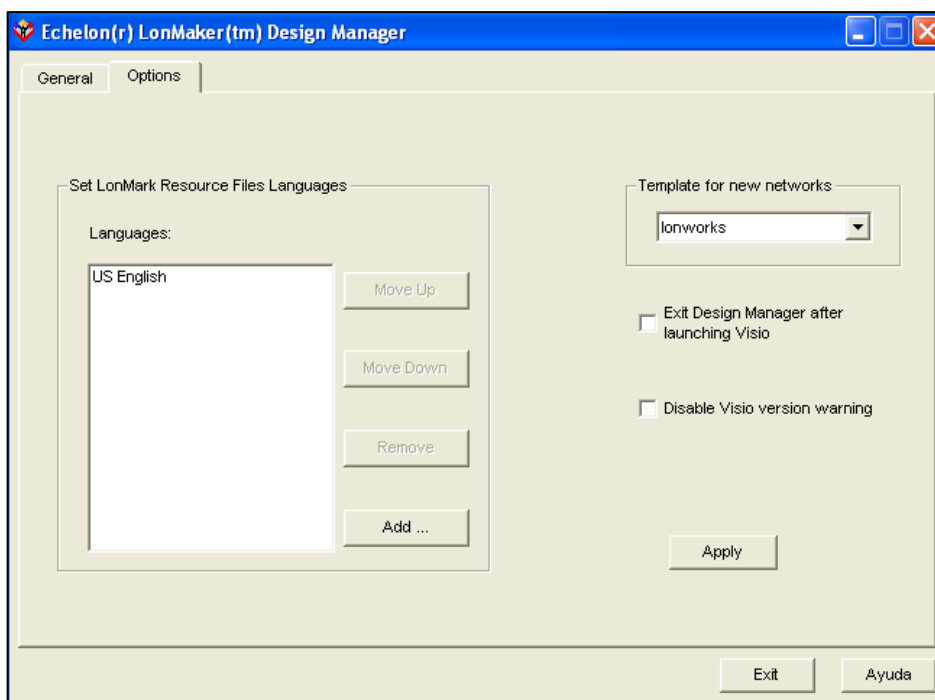 Echelon(r) LonMaker(tm) Design Manager
General
Options
Set LonMark Resource Files Languages
Languages:
US English
Move Up
Move Down
Remove
Add ...
Template for new networks
lonworks
Exit Design Manager after
launching Visio
Disable Visio version warning
Apply
Exit
Ayuda